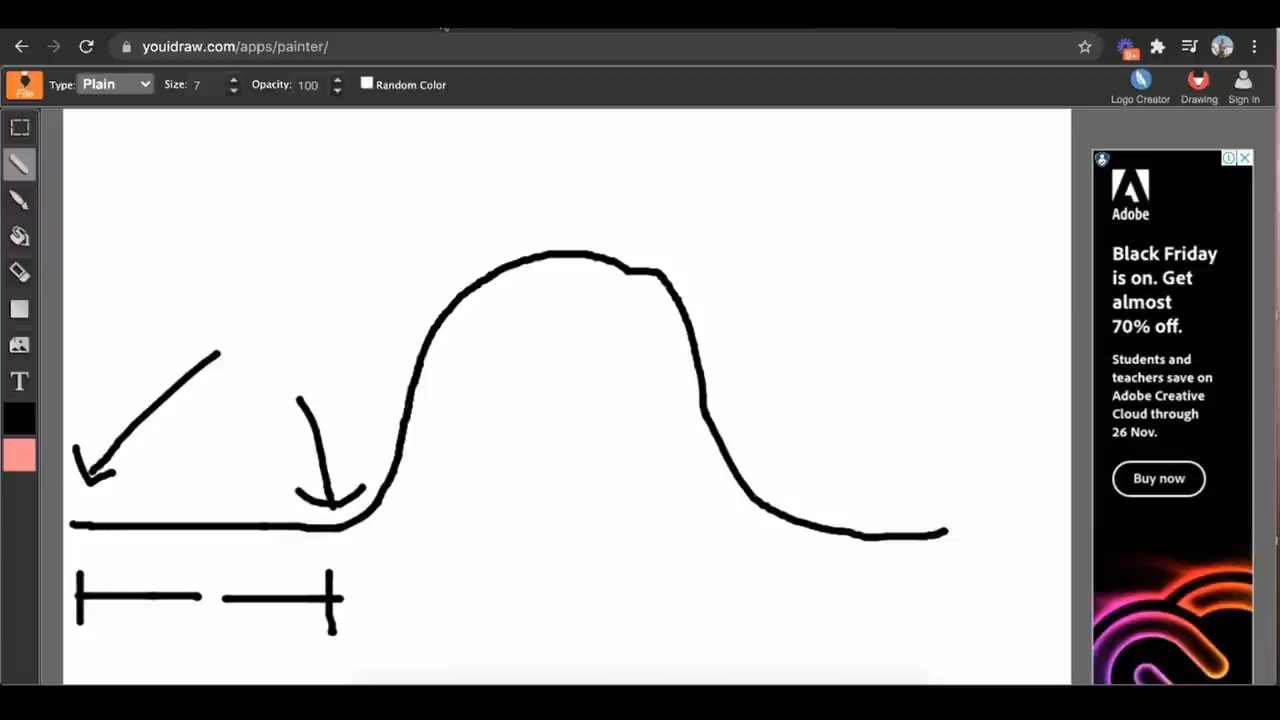 youidraw.com/apps/painter/
9+
File
Type: Plain Size: 7 Opacity: 100 Random Color
Logo Creator Drawing Sign In
T
Adobe
Black Friday
is on. Get
almost
70% off.
Students and
teachers save on
Adobe Creative
Cloud through
26 Nov.
Buy now